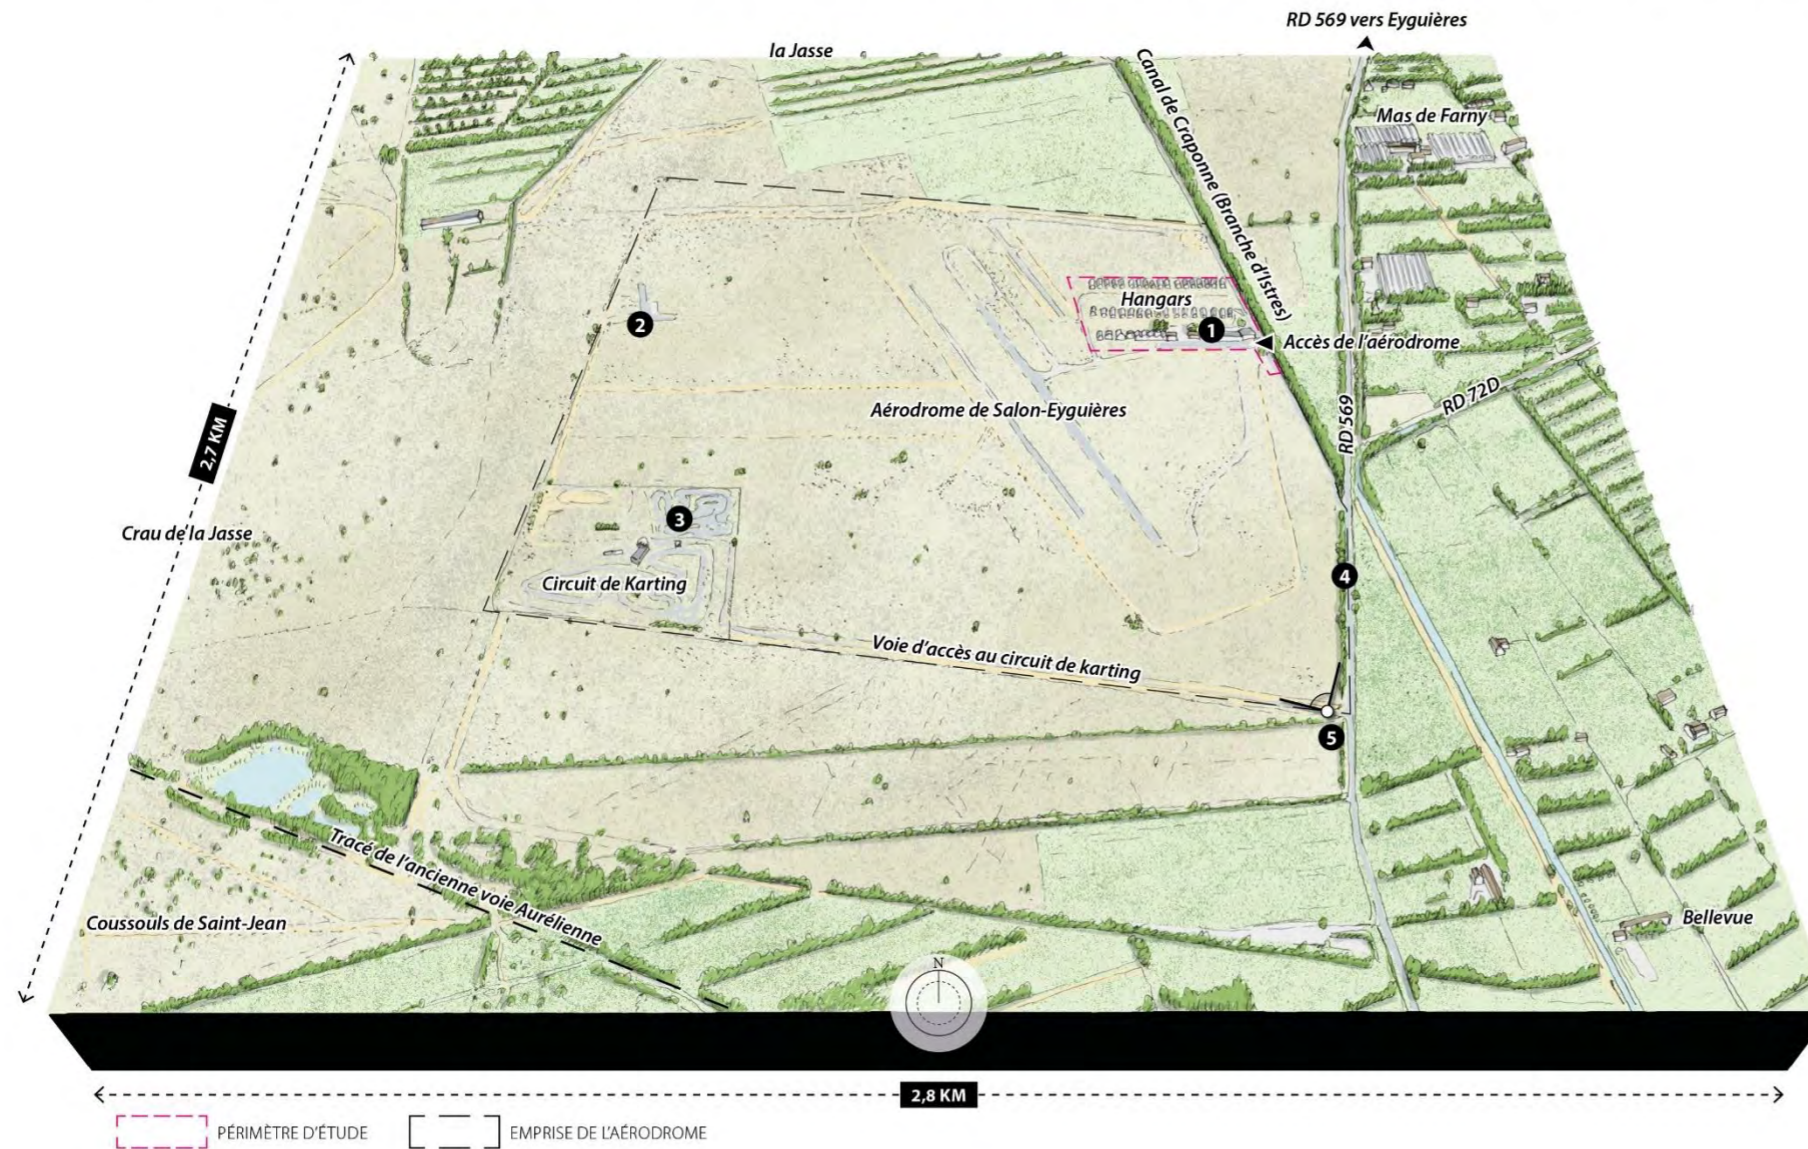 RD 569 vers Eyguières
la Jasse
Canal de Craponne (Branche d'Istres)
Mas de Farny
Hangars
1
Accès de l'aérodrome
2
Aérodrome de Salon-Eyguières
RD 569
RD 72D
2,7 KM
3
Crau de la Jasse
Circuit de Karting
4
Voie d'accès au circuit de karting
5
Tracé de l'ancienne voie Aurélienne
Coussouls de Saint-Jean
Bellevue
N
2,8 KM
PÉRIMÈTRE D'ÉTUDE
EMPRISE DE L'AÉRODROME